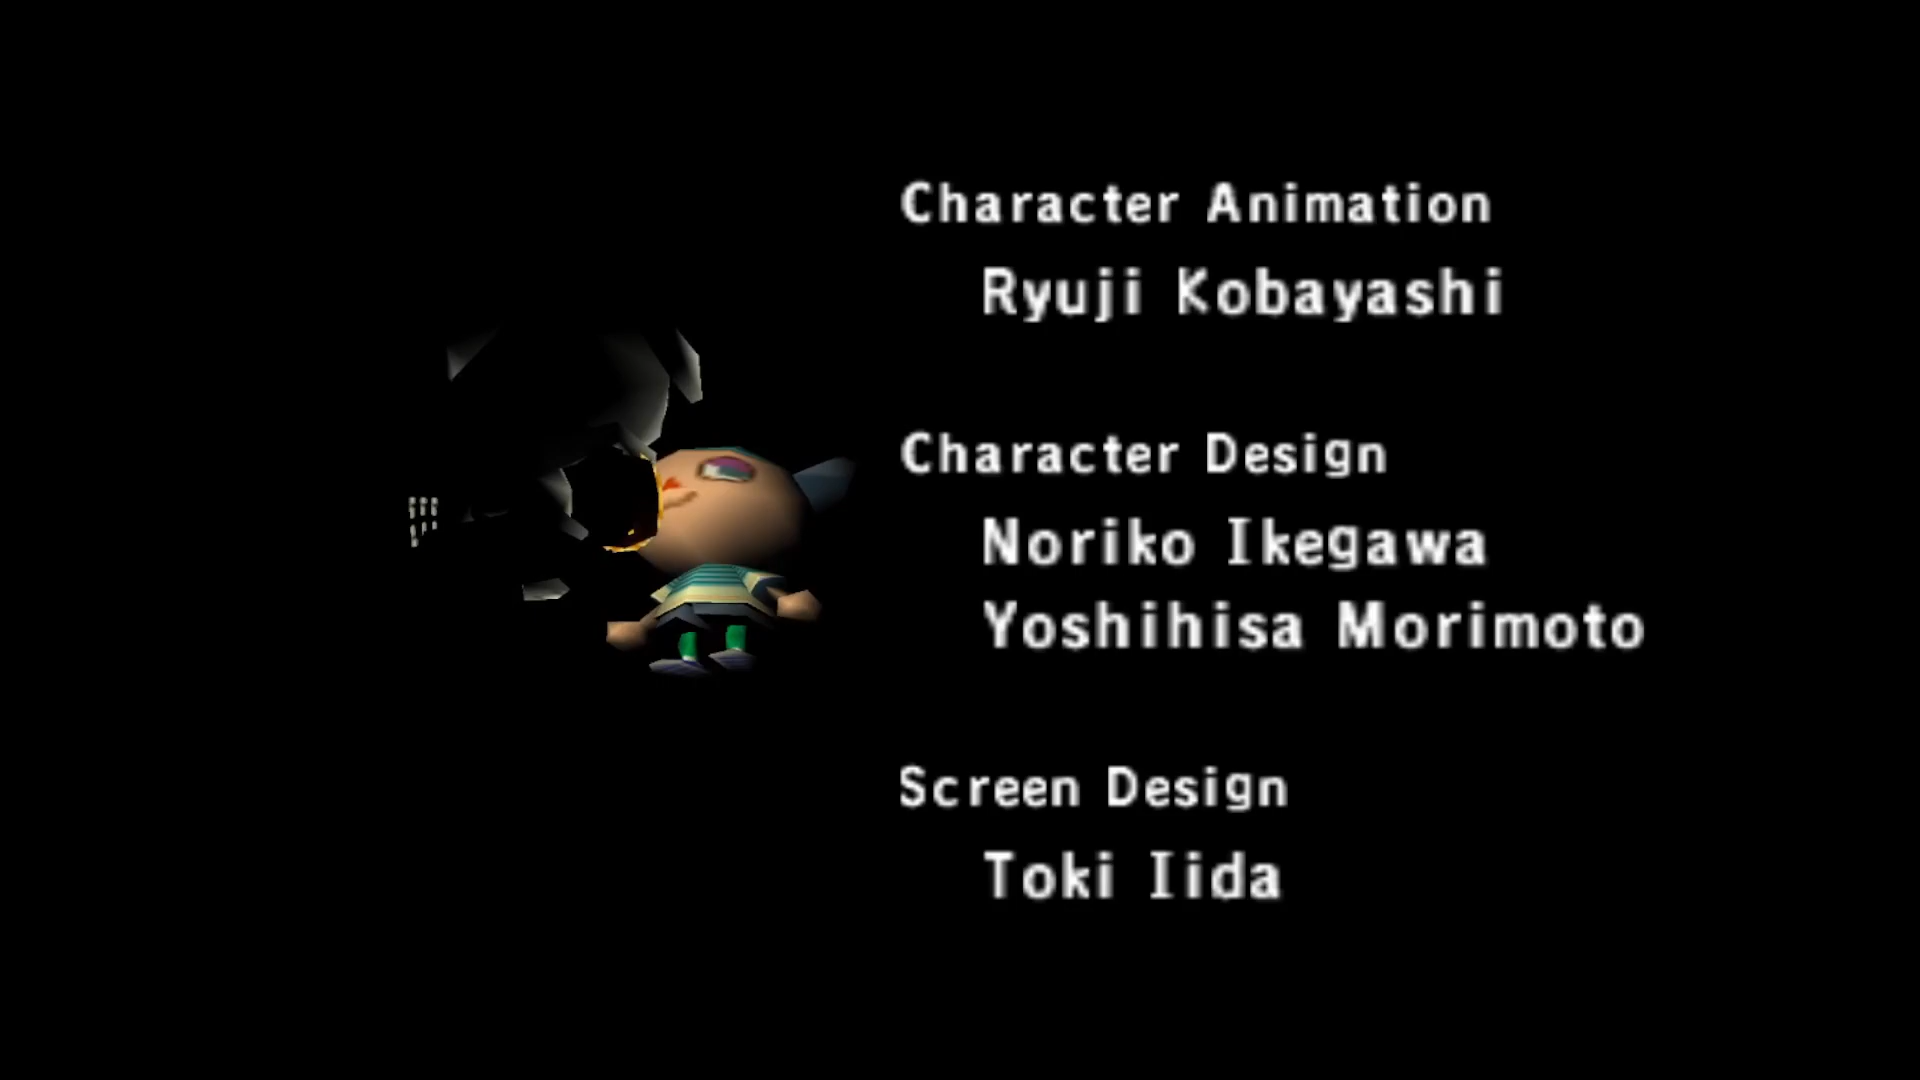 Character Animation
Ryuji Kobayashi
Character Design
Noriko Ikegawa
Yoshihisa Morimoto
Screen Design
Toki Iida